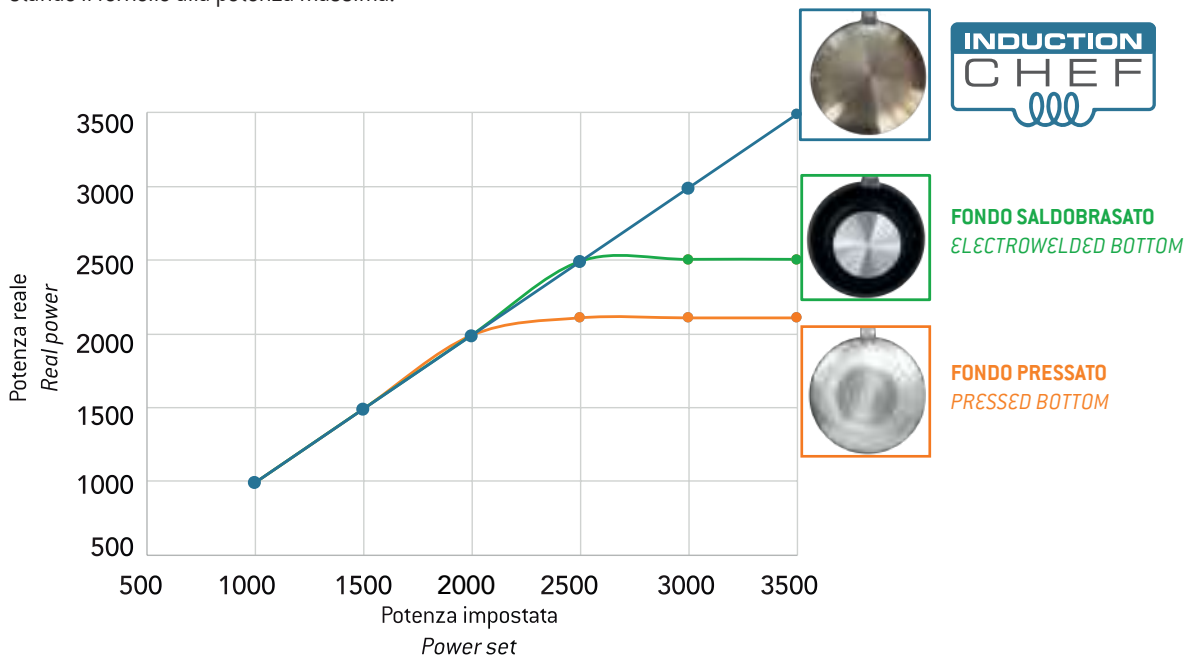 INDUCTION
CHEF
3500
3000
2500
2000
1500
1000
500
Potenza reale
Real power
500 1000 1500 2000 2500 3000 3500
Potenza impostata
Power set
FONDO SALDOBRASATO
ELECTROWELDED BOTTOM
FONDO PRESSATO
PRESSED BOTTOM